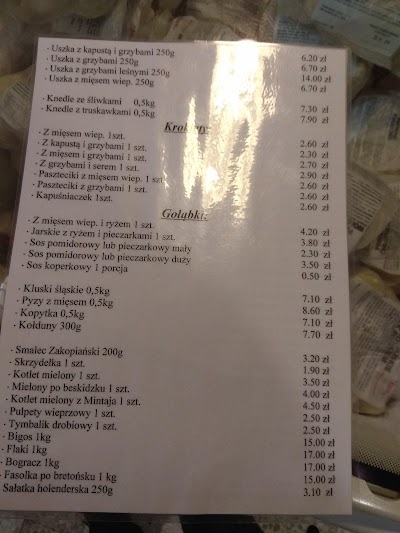 - Uszka z kapustą i grzybami 250g 6.20 zł
- Uszka z grzybami 250g 6.70 zł
- Uszka z grzybami leśnymi 250g 14.00 zł
- Uszka z mięsem wiep. 250g 6.70 zł
- Knedle ze śliwkami 0,5kg 7.30 zł
- Knedle z truskawkami 0,5kg 7.90 zł
Krokiety:
- Z mięsem wiep. 1szt. 2.60 zł
- Z kapustą i grzybami 1 szt. 2.30 zł
- Z mięsem i grzybami 1 szt. 2.70 zł
- Z grzybami i serem 1 szt. 2.90 zł
- Paszteciki z mięsem wiep. 1 szt. 2.60 zł
- Paszteciki z grzybami 1 szt. 2.60 zł
- Kapuśniaczek 1szt. 2.60 zł
Gołąbki:
- Z mięsem wiep. i ryżem 1 szt. 4.20 zł
- Jarskie z ryżem i pieczarkami 1 szt. 3.80 zł
- Sos pomidorowy lub pieczarkowy mały 2.30 zł
- Sos pomidorowy lub pieczarkowy duży 3.50 zł
- Sos koperkowy 1 porcja 0.50 zł
- Kluski śląskie 0,5kg 7.10 zł
- Pyzy z mięsem 0,5kg 8.60 zł
- Kopytka 0,5kg 7.10 zł
- Kołduny 300g 7.70 zł
- Smalec Zakopiański 200g 3.20 zł
- Skrzydełka 1 szt. 1.90 zł
- Kotlet mielony 1 szt. 3.50 zł
- Mielony po beskidzku 1 szt. 4.00 zł
- Kotlet mielony z Mintaja 1 szt. 4.50 zł
- Pulpety wieprzowy 1 szt. 2.50 zł
- Tymbalik drobiowy 1 szt. 2.50 zł
- Bigos 1kg 15.00 zł
- Flaki 1kg 17.00 zł
- Bogracz 1kg 17.00 zł
- Fasolka po bretońsku 1 kg 15.00 zł
Sałatka holenderska 250g 3.10 zł